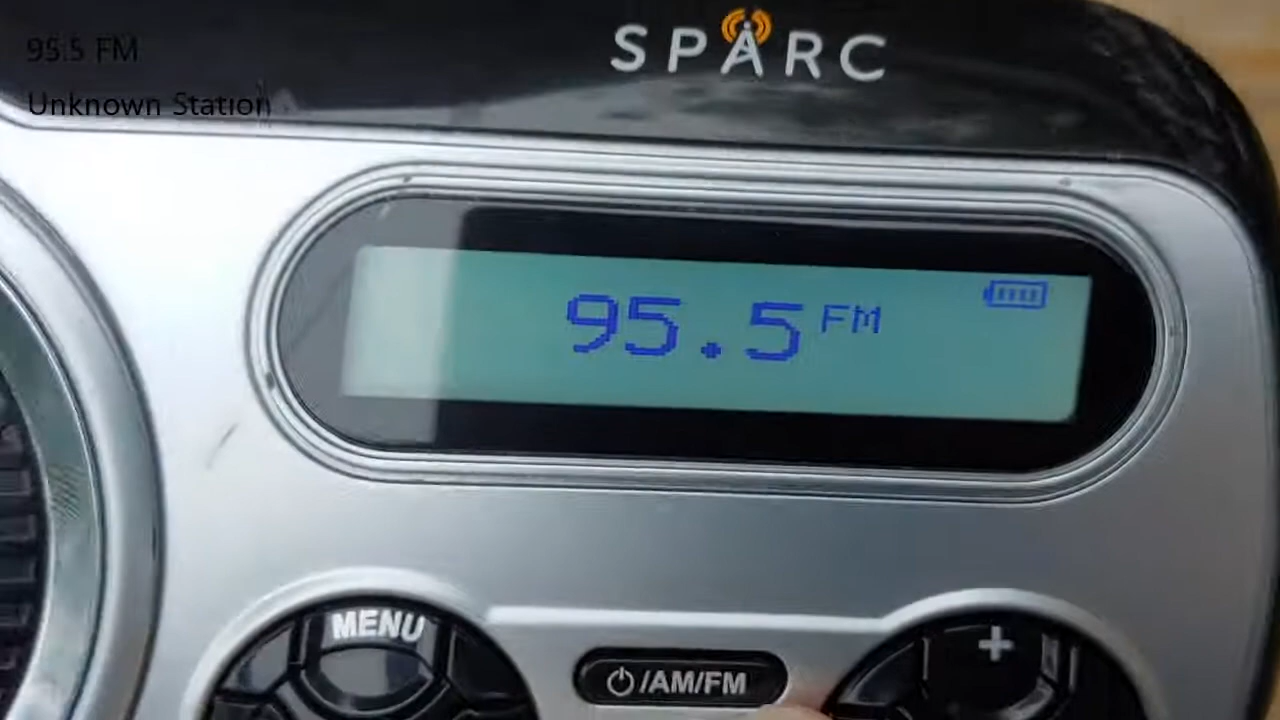 95.5 FM
Unknown Station
SPARC
95.5 FM
MENU
+
/AM/FM